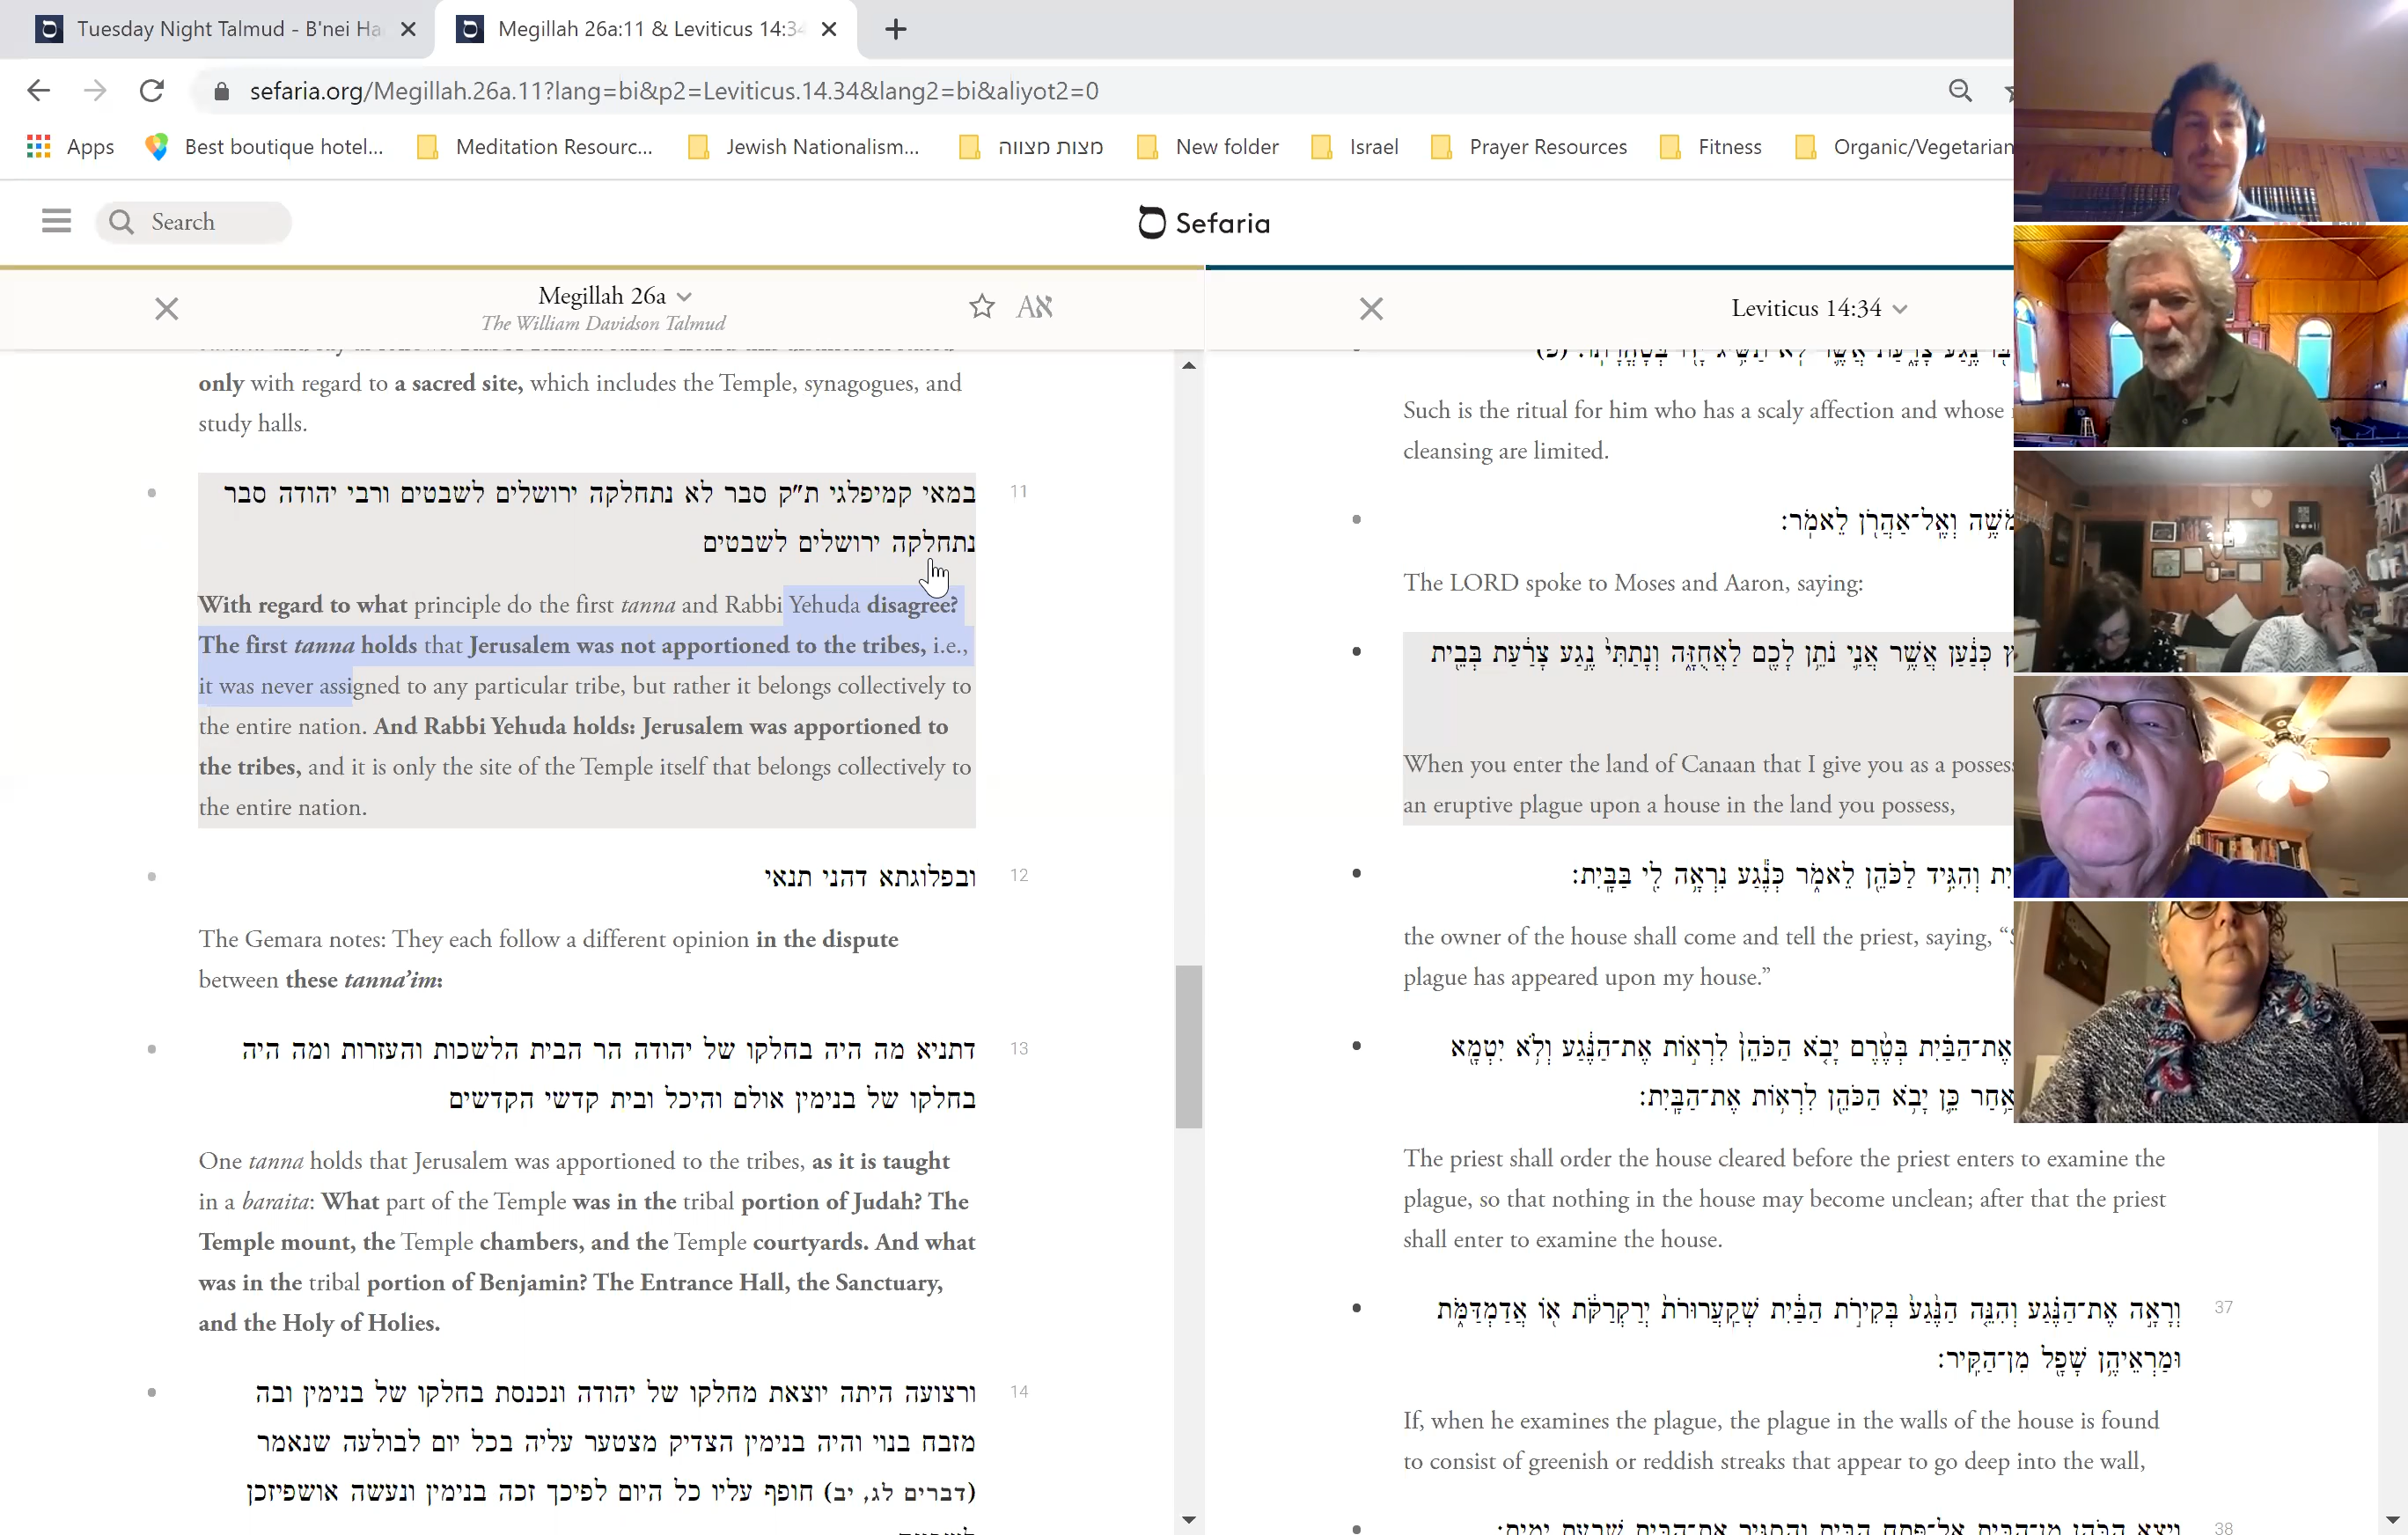 Tuesday Night Talmud - B'nei Ha
Megillah 26a:11 & Leviticus 14:34
sefaria.org/Megillah.26a.11?lang=bi&p2=Leviticus.14.34&lang2=bi&aliyot2=0
Apps Best boutique hotel... Meditation Resourc... Jewish Nationalism... מצות מצווה New folder Israel Prayer Resources Fitness Organic/Vegetarian
Search
Sefaria
Megillah 26a
The William Davidson Talmud
only with regard to a sacred site, which includes the Temple, synagogues, and
study halls.
11
במאי קמיפלגי ת״ק סבר לא נתחלקה ירושלים לשבטים ורבי יהודה סבר
נתחלקה ירושלים לשבטים
With regard to what principle do the first tanna and Rabbi Yehuda disagree?
The first tanna holds that Jerusalem was not apportioned to the tribes, i.e.,
it was never assigned to any particular tribe, but rather it belongs collectively to
the entire nation. And Rabbi Yehuda holds: Jerusalem was apportioned to
the tribes, and it is only the site of the Temple itself that belongs collectively to
the entire nation.
12
ובפלוגתא דהני תנאי
The Gemara notes: They each follow a different opinion in the dispute
between these tanna'im:
13
דתניא מה היה בחלקו של יהודה הר הבית הלשכות והעזרות ומה היה
בחלקו של בנימין אולם והיכל ובית קדשי הקדשים
One tanna holds that Jerusalem was apportioned to the tribes, as it is taught
in a baraita: What part of the Temple was in the tribal portion of Judah? The
Temple mount, the Temple chambers, and the Temple courtyards. And what
was in the tribal portion of Benjamin? The Entrance Hall, the Sanctuary,
and the Holy of Holies.
14
ורצועה היתה יוצאת מחלקו של יהודה ונכנסת בחלקו של בנימין ובה
מזבח בנוי והיה בנימין הצדיק מצטער עליה בכל יום לבולעה שנאמר
(דברים לג, יב) חופף עליו כל היום לפיכך זכה בנימין ונעשה אושפיזכן
Leviticus 14:34
Such is the ritual for him who has a scaly affection and whose
cleansing are limited.
מֹשֶׁ֥ה וְאֶֽל־אַהֲרֹ֖ן לֵאמֹֽר׃
The LORD spoke to Moses and Aaron, saying:
כְּנַ֔עַן אֲשֶׁ֥ר אֲנִ֛י נֹתֵ֥ן לָכֶ֖ם לַאֲחֻזָּ֑ה וְנָתַתִּי֙ נֶ֣גַע צָרַ֔עַת בְּבֵ֖ית
When you enter the land of Canaan that I give you as a possess
an eruptive plague upon a house in the land you possess,
וְהִגִּ֥יד לַכֹּהֵ֖ן לֵאמֹ֑ר כְּנֶ֕גַע נִרְאָ֥ה לִ֖י בַּבָּֽיִת׃
the owner of the house shall come and tell the priest, saying, “
plague has appeared upon my house.”
אֶת־הַבַּ֗יִת בְּטֶ֨רֶם יָבֹ֤א הַכֹּהֵן֙ לִרְא֣וֹת אֶת־הַנֶּ֔גַע וְלֹ֥א יִטְמָ֖א
כֵּ֛ן יָבֹ֥א הַכֹּהֵ֖ן לִרְא֥וֹת אֶת־הַבָּֽיִת׃
The priest shall order the house cleared before the priest enters to examine the
plague, so that nothing in the house may become unclean; after that the priest
shall enter to examine the house.
37
וְרָאָ֣ה אֶת־הַנֶּ֗גַע וְהִנֵּ֤ה הַנֶּ֙גַע֙ בְּקִירֹ֣ת הַבַּ֔יִת שְׁקַֽעֲרוּרֹת֙ יְרַקְרַקֹּ֔ת א֖וֹ אֲדַמְדַּמֹּ֑ת
וּמַרְאֵיהֶ֥ן שָׁפָ֖ל מִן־הַקִּֽיר׃
If, when he examines the plague, the plague in the walls of the house is found
to consist of greenish or reddish streaks that appear to go deep into the wall,
38